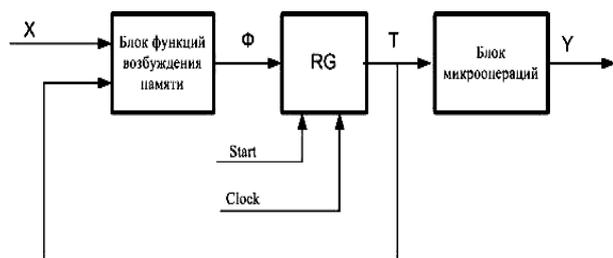 X
Блок функций
возбуждения
памяти
Φ
RG
T
Блок
микроопераций
Y
Start
Clock